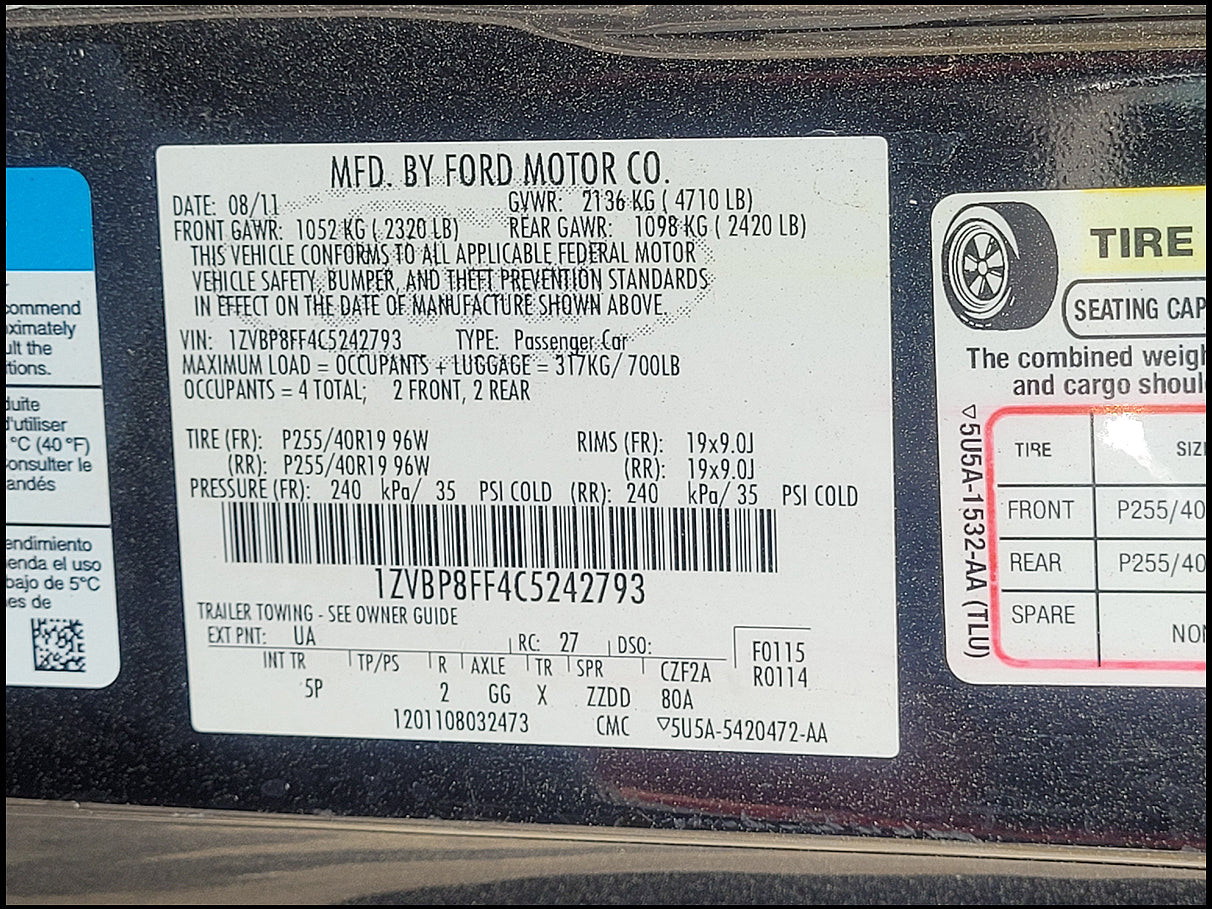 MFD. BY FORD MOTOR CO.
DATE: 08/11 GVWR: 2136 KG ( 4710 LB)
FRONT GAWR: 1052 KG ( 2320 LB) REAR GAWR: 1098 KG ( 2420 LB)
THIS VEHICLE CONFORMS TO ALL APPLICABLE FEDERAL MOTOR
VEHICLE SAFETY, BUMPER, AND THEFT PREVENTION STANDARDS
IN EFFECT ON THE DATE OF MANUFACTURE SHOWN ABOVE.
VIN: 1ZVBP8FF4C5242793 TYPE: Passenger Car
MAXIMUM LOAD = OCCUPANTS + LUGGAGE = 317KG/ 700LB
OCCUPANTS = 4 TOTAL; 2 FRONT, 2 REAR
TIRE (FR): P255/40R19 96W RIMS (FR): 19x9.0J
(RR): P255/40R19 96W (RR): 19x9.0J
PRESSURE (FR): 240 kPa/ 35 PSI COLD (RR): 240 kPa/ 35 PSI COLD
1ZVBP8FF4C5242793
TRAILER TOWING - SEE OWNER GUIDE
EXT PNT: UA RC: 27 DSO: F0115
INT TR TP/PS R AXLE TR SPR CZF2A R0114
5P 2 GG X ZZDD 80A
1201108032473 CMC ▽5U5A-5420472-AA
commend
ximately
ult the
tions.
duite
d'utiliser
°C (40 °F)
onsulter le
andés
endimiento
enda el uso
bajo de 5°C
es de
TIRE
SEATING CAP
The combined weigh
and cargo shoul
▽5U5A-1532-AA (TLU)
TIRE SIZ
FRONT P255/40
REAR P255/40
SPARE NON